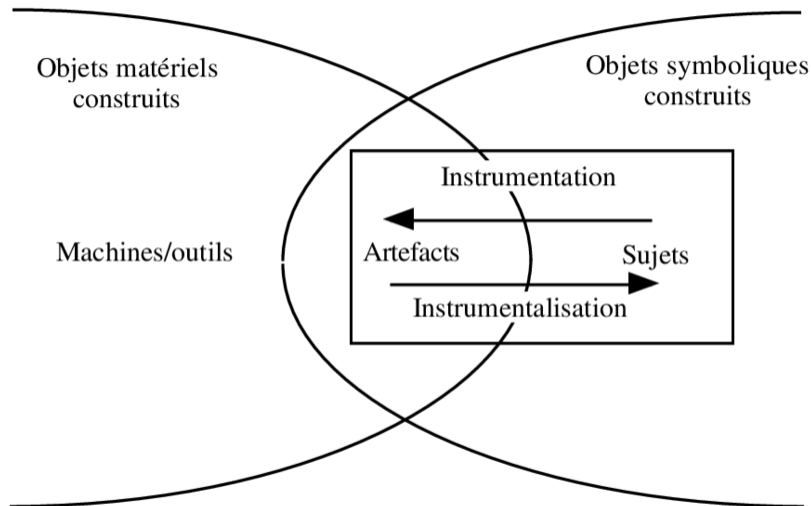 Objets matériels
construits
Objets symboliques
construits
Instrumentation
Machines/outils
Artefacts
Sujets
Instrumentalisation